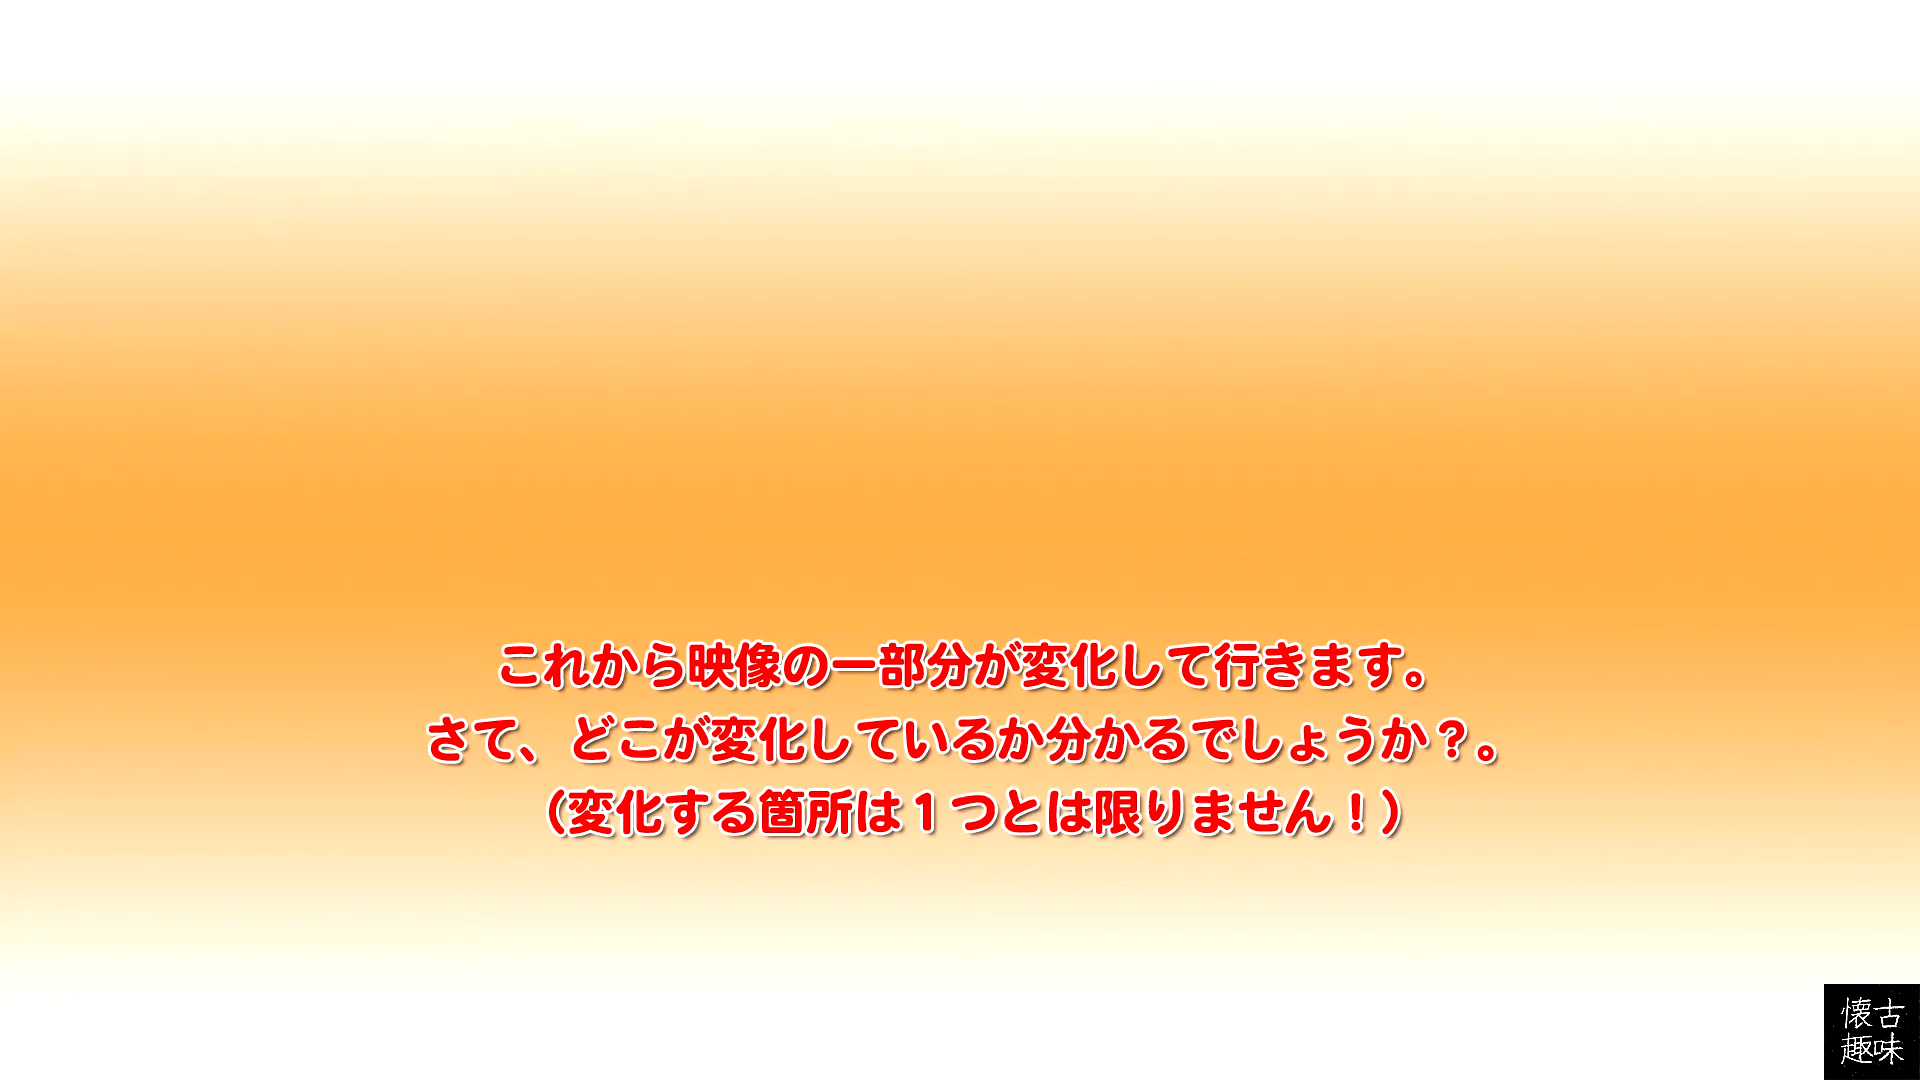 これから映像の一部分が変化して行きます。
さて、どこが変化しているか分かるでしょうか？。
（変化する箇所は１つとは限りません！）
懐古
趣味